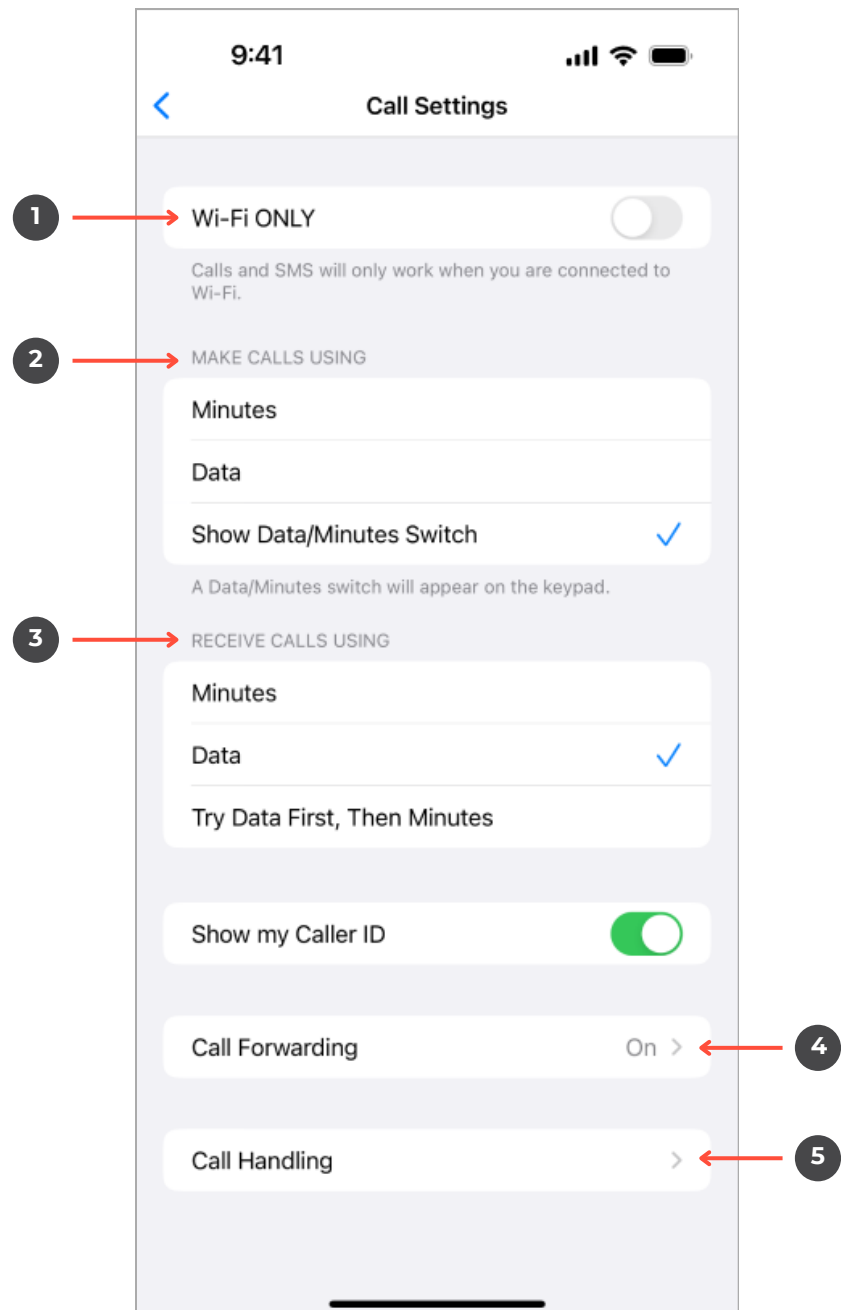 9:41
Call Settings
1
Wi-Fi ONLY
Calls and SMS will only work when you are connected to
Wi-Fi.
2
MAKE CALLS USING
Minutes
Data
Show Data/Minutes Switch
A Data/Minutes switch will appear on the keypad.
3
RECEIVE CALLS USING
Minutes
Data
Try Data First, Then Minutes
Show my Caller ID
Call Forwarding On
4
Call Handling
5